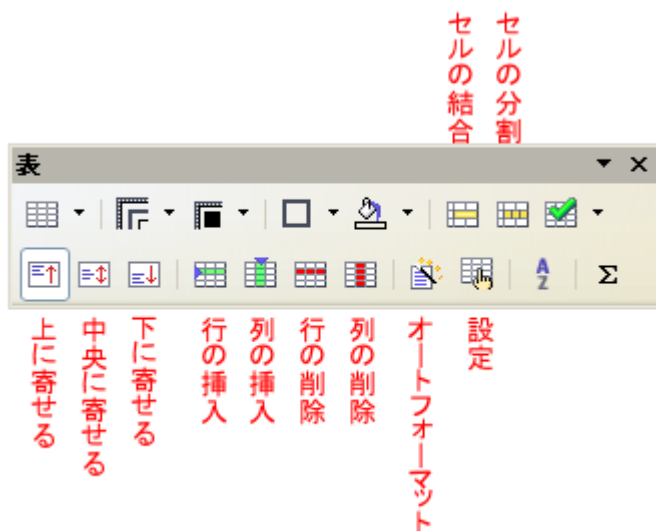 セルの結合
セルの分割
表
A
Z
Σ
上に寄せる
中央に寄せる
下に寄せる
行の挿入
列の挿入
行の削除
列の削除
オートフォーマット
設定